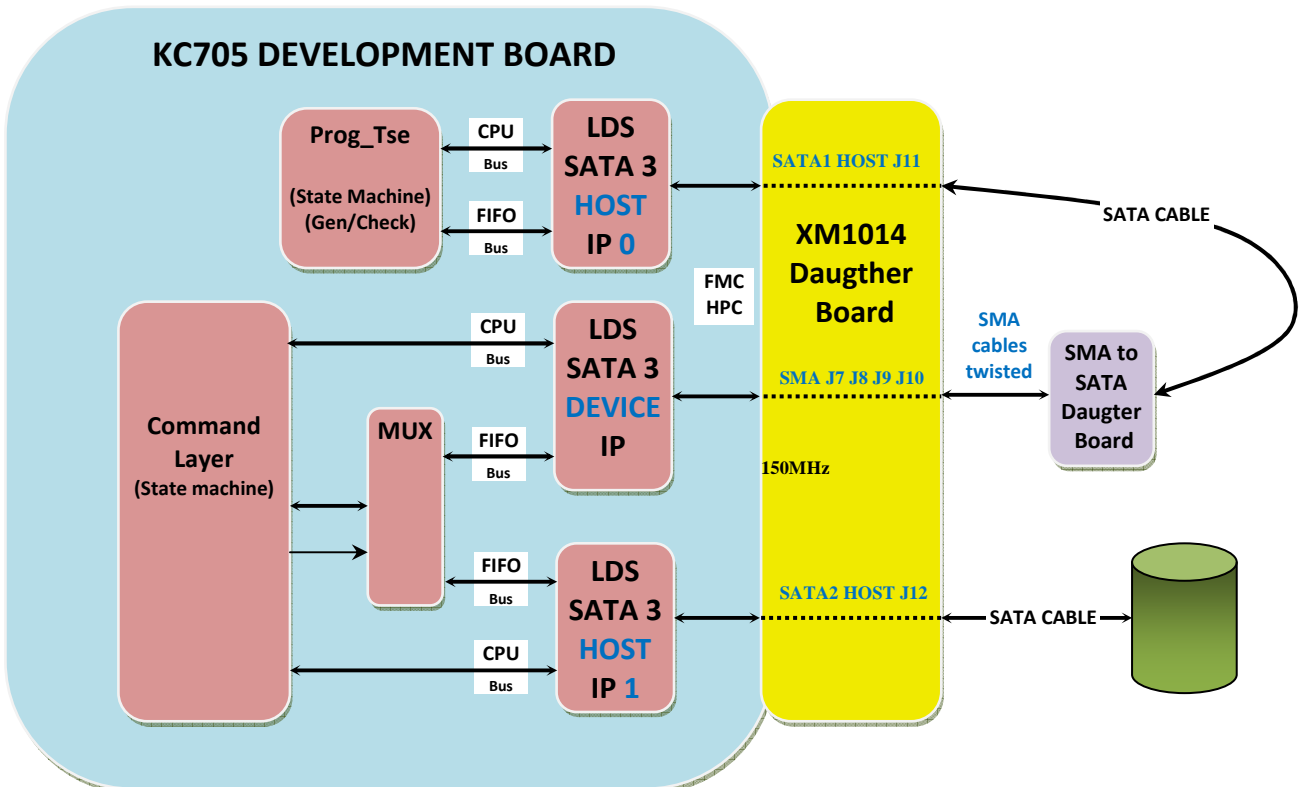 KC705 DEVELOPMENT BOARD
Prog_Tse
(State Machine)
(Gen/Check)
CPU
Bus
FIFO
Bus
LDS
SATA 3
HOST
IP 0
SATA1 HOST J11
SATA CABLE
XM1014
Daugther
Board
FMC
HPC
Command
Layer
(State machine)
CPU
Bus
MUX
FIFO
Bus
LDS
SATA 3
DEVICE
IP
SMA J7 J8 J9 J10
SMA
cables
twisted
SMA to
SATA
Daugter
Board
150MHz
FIFO
Bus
CPU
Bus
LDS
SATA 3
HOST
IP 1
SATA2 HOST J12
SATA CABLE